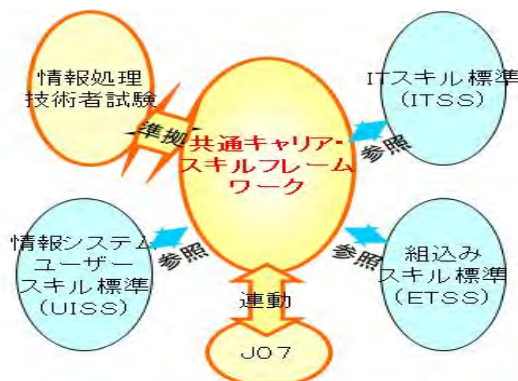 情報処理
技術者試験
準拠
共通キャリア・
スキルフレーム
ワーク
ITスキル標準
(ITSS)
参照
情報システム
ユーザー
スキル標準
(UISS)
参照
組込み
スキル標準
(ETSS)
参照
連動
J07